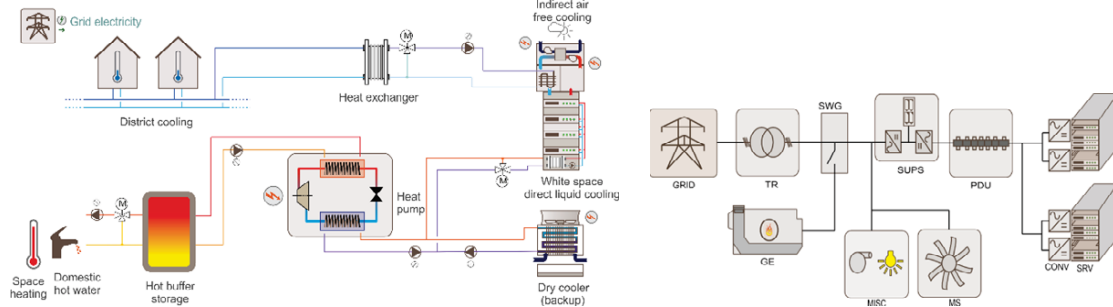 Grid electricity
Indirect air
free cooling
M
Heat exchanger
District cooling
White space
direct liquid cooling
M
Heat
pump
M
Space
heating
Domestic
hot water
Hot buffer
storage
Dry cooler
(backup)
GRID
TR
SWG
SUPS
PDU
GE
MISC
MS
CONV
SRV